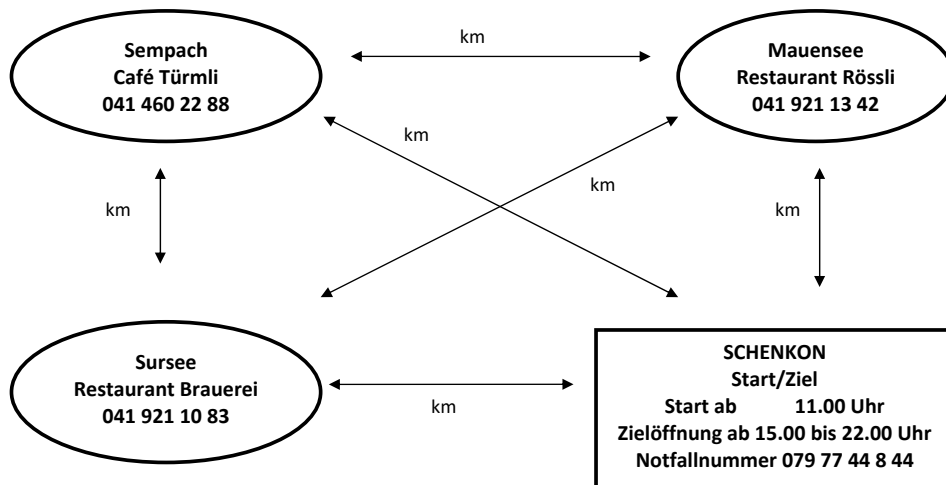 km
Sempach
Café Türmli
041 460 22 88
Mauensee
Restaurant Rössli
041 921 13 42
km
km
km
km
Sursee
Restaurant Brauerei
041 921 10 83
km
SCHENKON
Start/Ziel
Start ab 11.00 Uhr
Zielöffnung ab 15.00 bis 22.00 Uhr
Notfallnummer 079 77 44 8 44